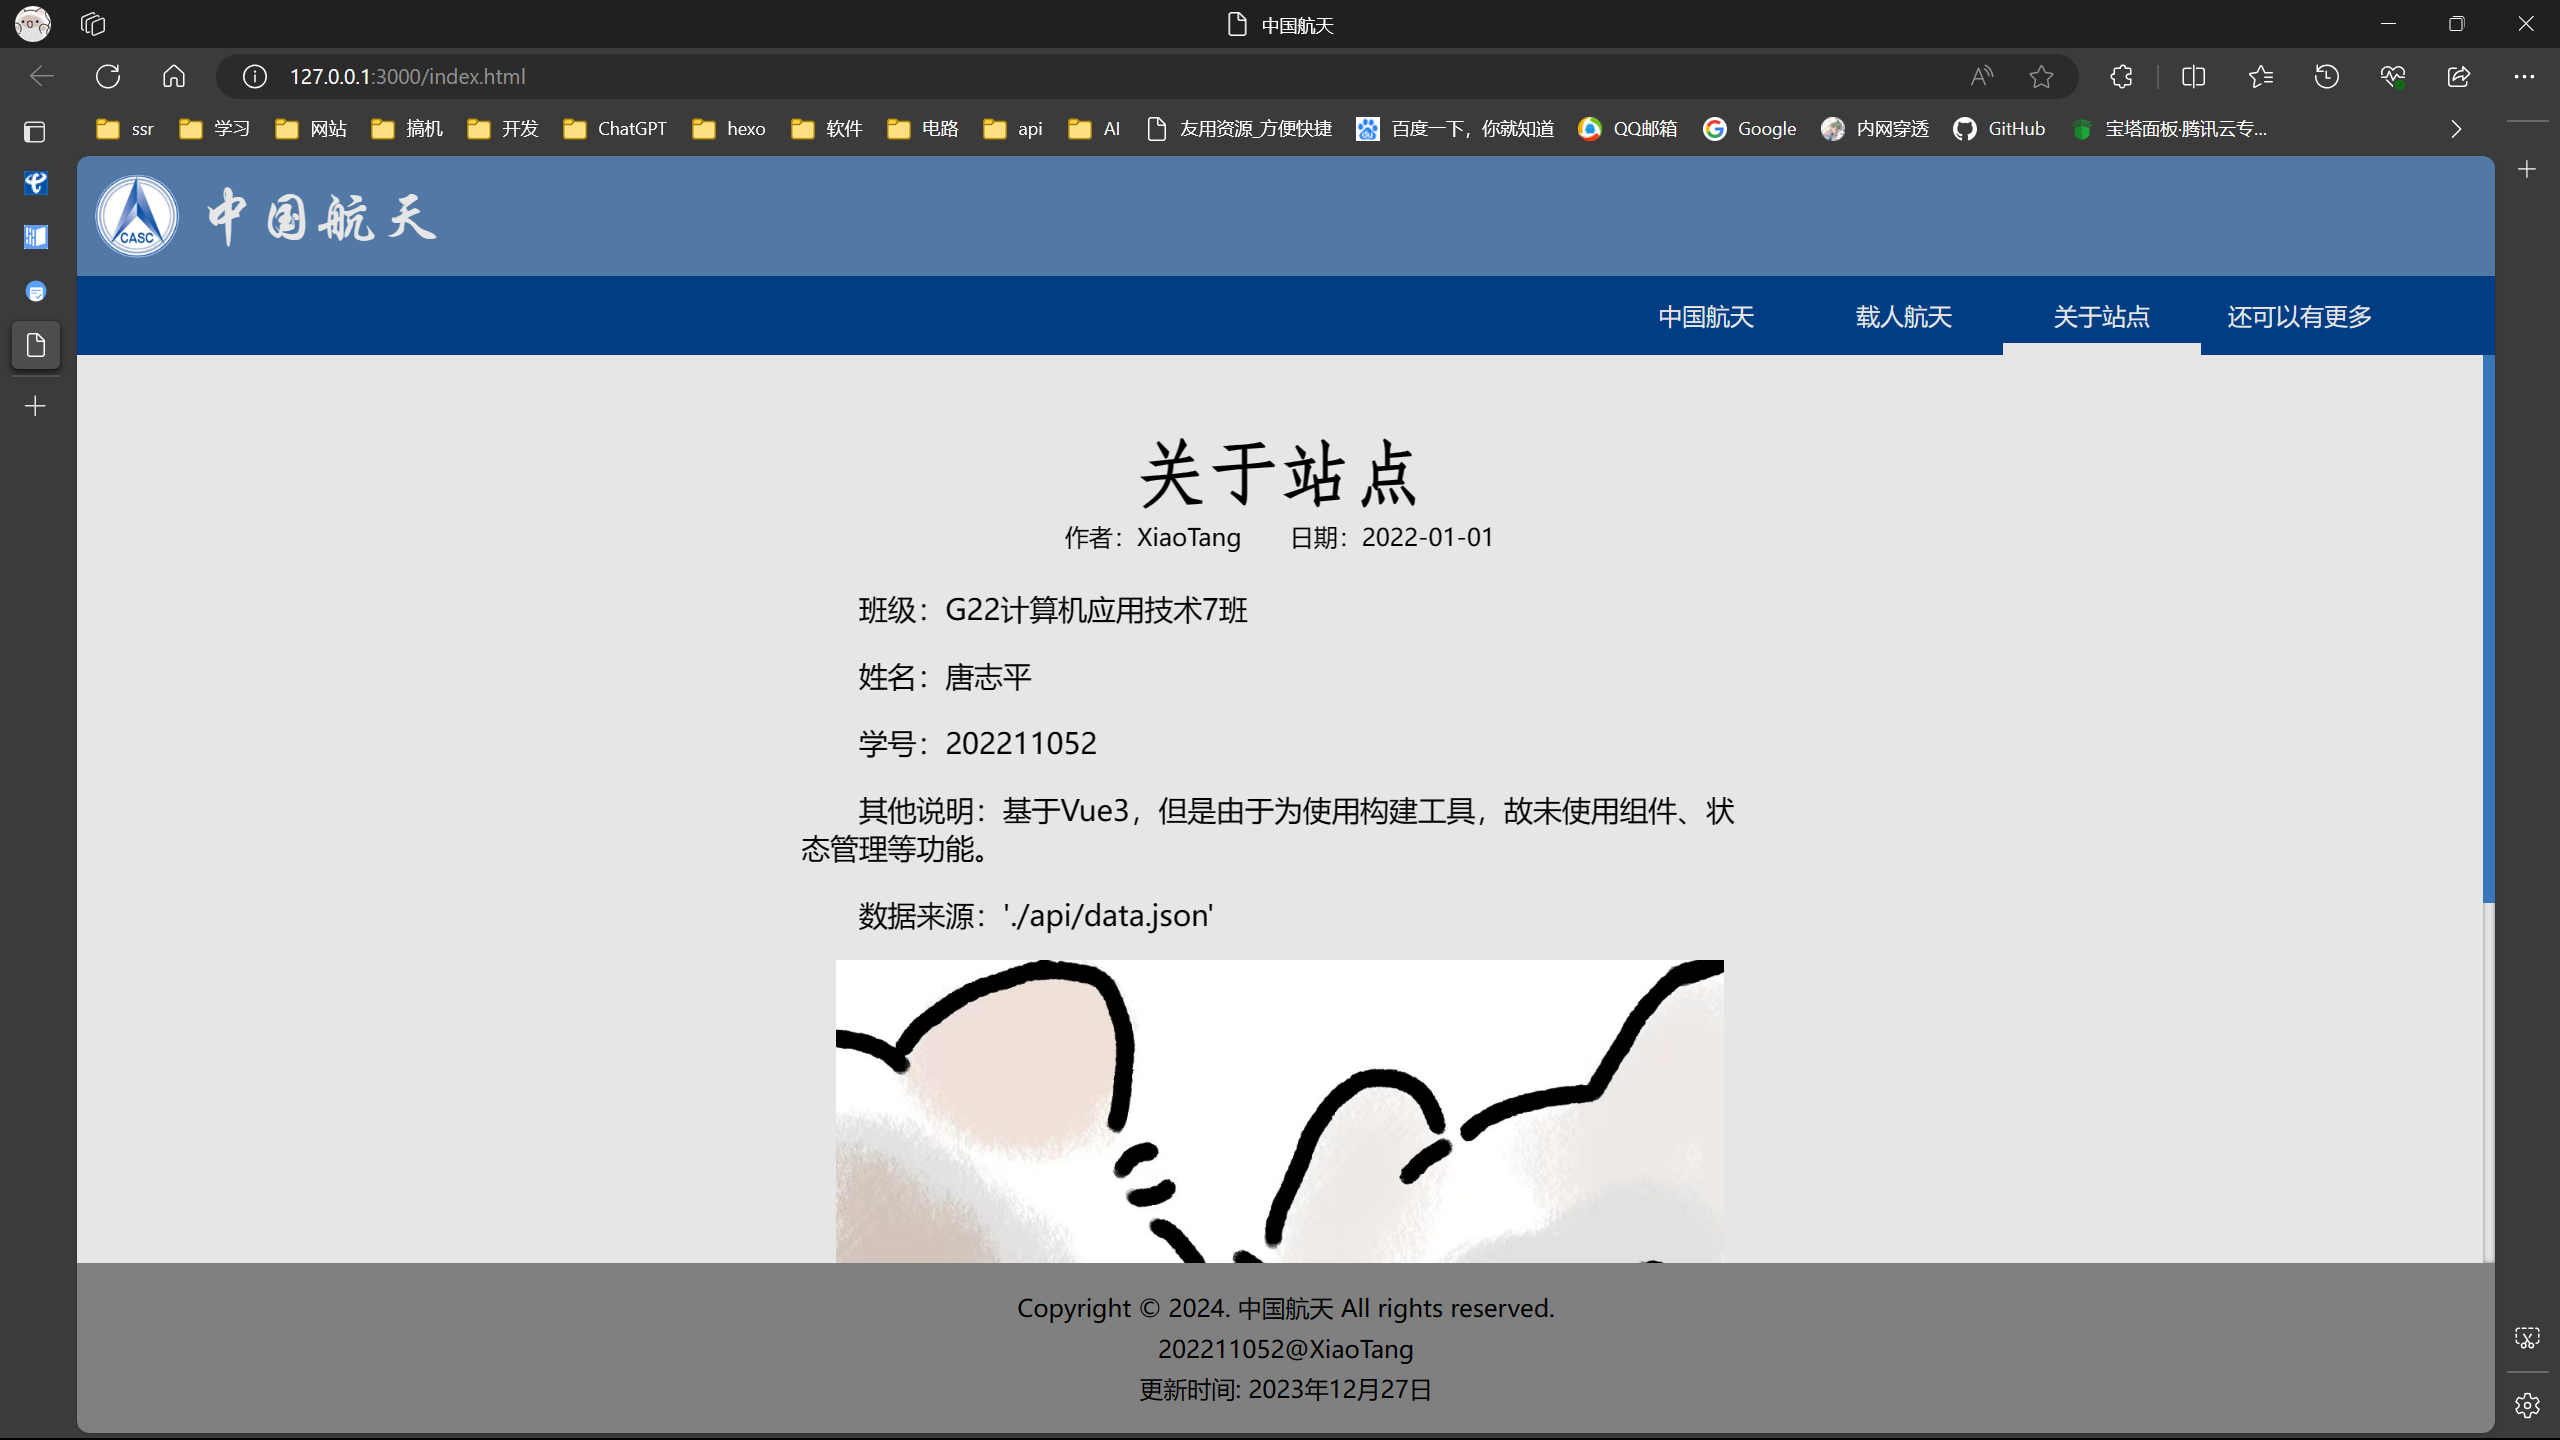 中国航天
127.0.0.1:3000/index.html
ssr 学习 网站 搞机 开发 ChatGPT hexo 软件 电路 api AI 友用资源_方便快捷 百度一下，你就知道 QQ邮箱 Google 内网穿透 GitHub 宝塔面板·腾讯云专...
CASC 中国航天
中国航天 载人航天 关于站点 还可以有更多
关于站点
作者：XiaoTang 日期：2022-01-01
班级：G22计算机应用技术7班
姓名：唐志平
学号：202211052
其他说明：基于Vue3，但是由于为使用构建工具，故未使用组件、状
态管理等功能。
数据来源：'./api/data.json'
Copyright © 2024. 中国航天 All rights reserved.
202211052@XiaoTang
更新时间: 2023年12月27日